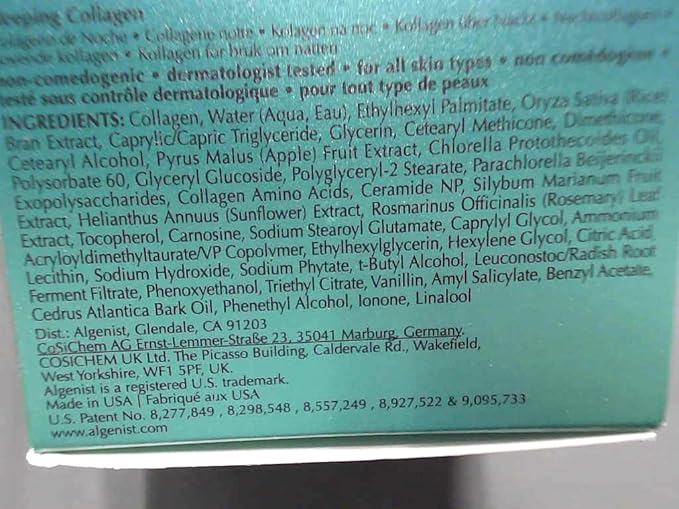 eeping Collagen
ollagène de Noche • Collagene notte • Kolagen na noc • Kollagen über Nacht •
ovende kollagen • Kollagen for bruk om natten
non-comedogenic • dermatologist tested • for all skin types • non comédogène •
testé sous contrôle dermatologique • pour tout type de peaux
INGREDIENTS: Collagen, Water (Aqua, Eau), Ethylhexyl Palmitate, Oryza Sativa (Rice)
Bran Extract, Caprylic/Capric Triglyceride, Glycerin, Cetearyl Methicone, Dimethicone,
Cetearyl Alcohol, Pyrus Malus (Apple) Fruit Extract, Chlorella Protothecoides Oil,
Polysorbate 60, Glyceryl Glucoside, Polyglyceryl-2 Stearate, Parachlorella Beijerinckii
Exopolysaccharides, Collagen Amino Acids, Ceramide NP, Silybum Marianum Fruit
Extract, Helianthus Annuus (Sunflower) Extract, Rosmarinus Officinalis (Rosemary) Leaf
Extract, Tocopherol, Carnosine, Sodium Stearoyl Glutamate, Caprylyl Glycol, Ammonium
Acryloyldimethyltaurate/VP Copolymer, Ethylhexylglycerin, Hexylene Glycol, Citric Acid,
Lecithin, Sodium Hydroxide, Sodium Phytate, t-Butyl Alcohol, Leuconostoc/Radish Root
Ferment Filtrate, Phenoxyethanol, Triethyl Citrate, Vanillin, Amyl Salicylate, Benzyl Acetate,
Cedrus Atlantica Bark Oil, Phenethyl Alcohol, Ionone, Linalool
Dist.: Algenist, Glendale, CA 91203
CoSiChem AG Ernst-Lemmer-Straße 23, 35041 Marburg, Germany.
COSICHEM UK Ltd. The Picasso Building, Caldervale Rd., Wakefield,
West Yorkshire, WF1 5PF, UK.
Algenist is a registered U.S. trademark.
Made in USA | Fabriqué aux USA
U.S. Patent No. 8,277,849 , 8,298,548 , 8,557,249 , 8,927,522 & 9,095,733
www.algenist.com